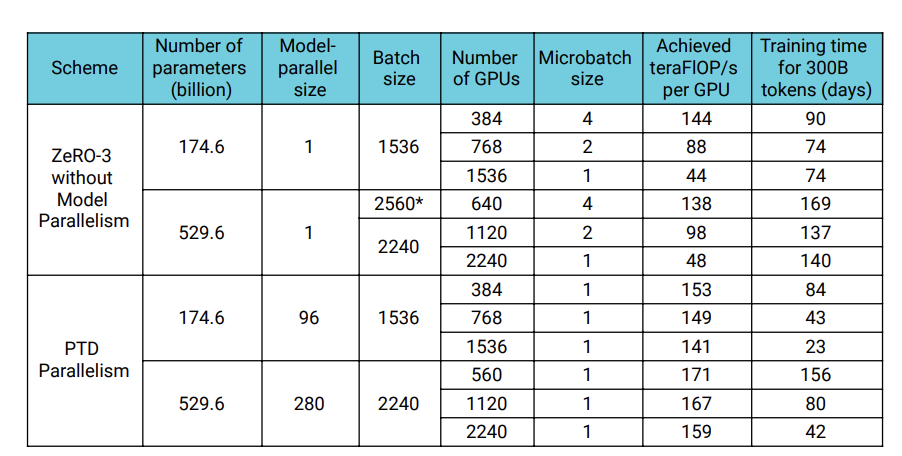 Scheme
Number of
parameters
(billion)
Model-
parallel
size
Batch
size
Number
of GPUs
Microbatch
size
Achieved
teraFlOP/s
per GPU
Training time
for 300B
tokens (days)
ZeRO-3
without
Model
Parallelism
174.6 1 1536 384 4 144 90
768 2 88 74
1536 1 44 74
529.6 1 2560* 640 4 138 169
2240 1120 2 98 137
2240 1 48 140
PTD
Parallelism
174.6 96 1536 384 1 153 84
768 1 149 43
1536 1 141 23
529.6 280 2240 560 1 171 156
1120 1 167 80
2240 1 159 42